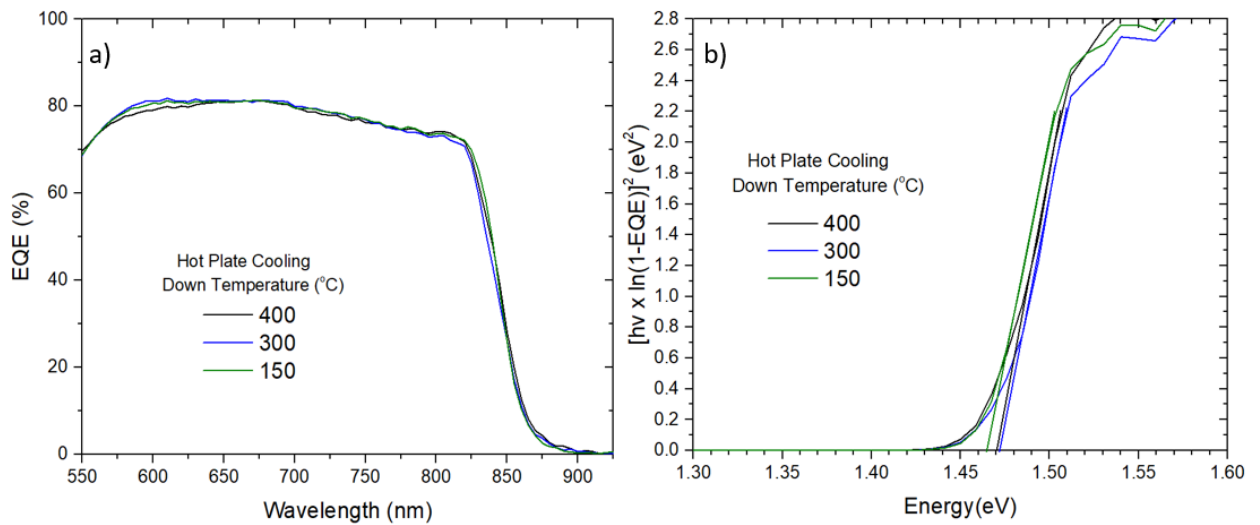 a)
100
80
60
40
20
0
EQE (%)
Hot Plate Cooling
Down Temperature (°C)
400
300
150
550 600 650 700 750 800 850 900
Wavelength (nm)
b)
2.8
2.6
2.4
2.2
2.0
1.8
1.6
1.4
1.2
1.0
0.8
0.6
0.4
0.2
0.0
[hv x ln(1-EQE)]² (eV²)
Hot Plate Cooling
Down Temperature (°C)
400
300
150
1.30 1.35 1.40 1.45 1.50 1.55 1.60
Energy(eV)